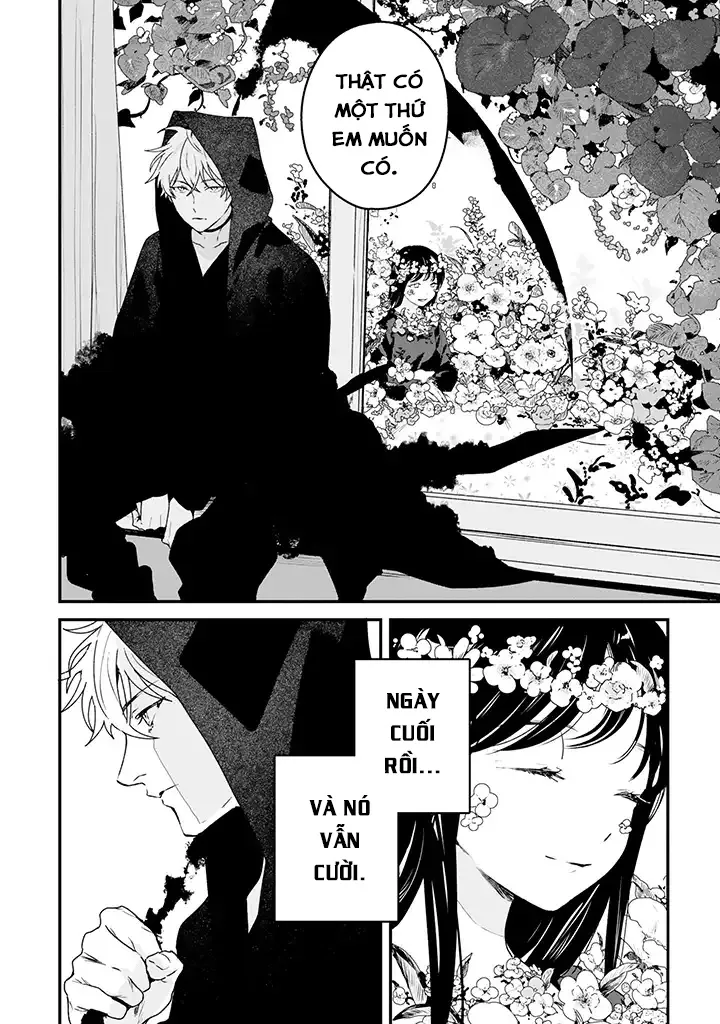 THẬT CÓ
MỘT THỨ
EM MUỐN
CÓ.
NGÀY
CUỐI
RỒI...
VÀ NÓ
VẪN
CƯỜI.